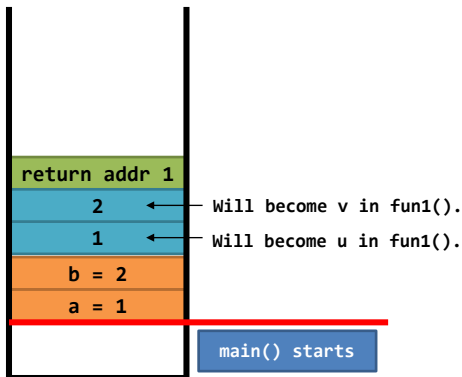 return addr 1
2 Will become v in fun1().
1 Will become u in fun1().
b = 2
a = 1
main() starts